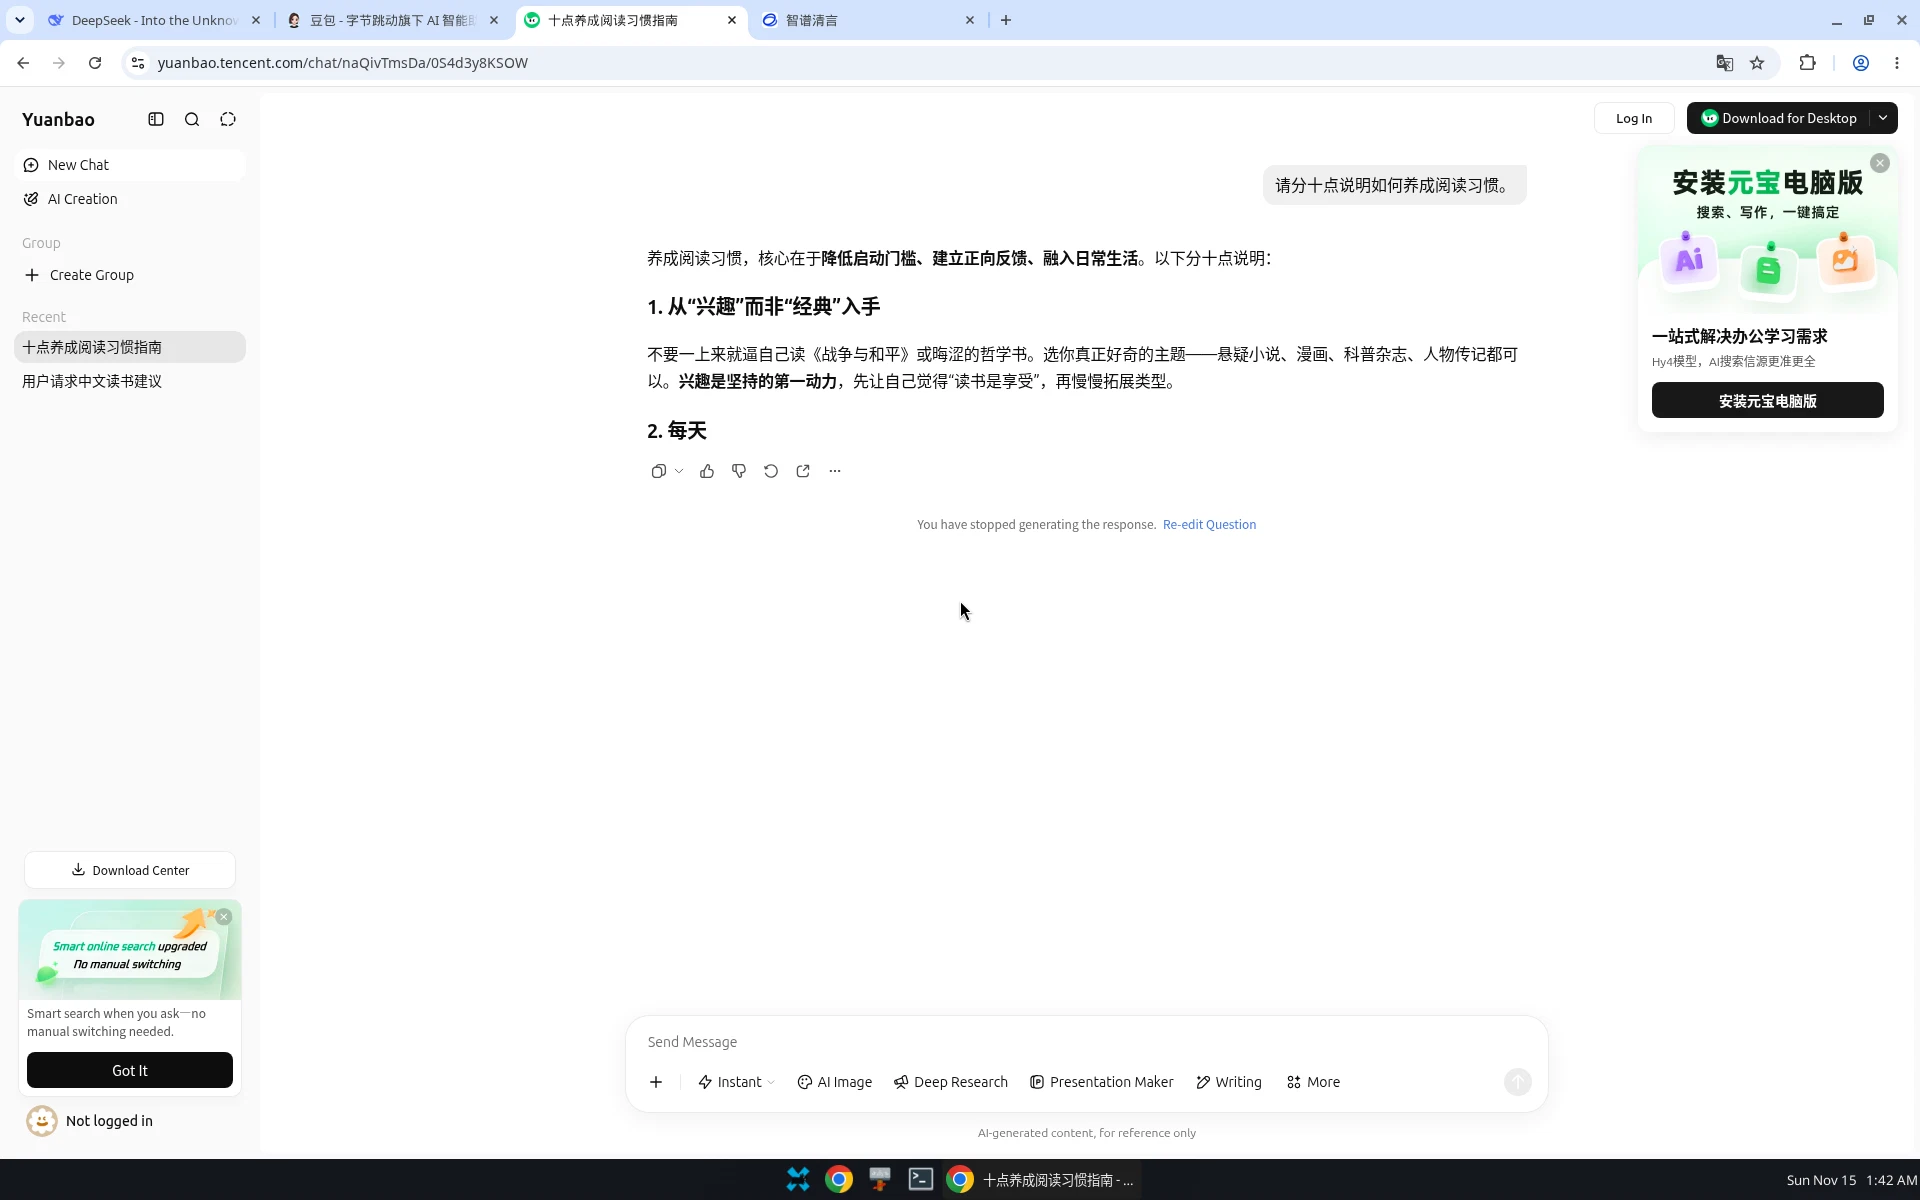 DeepSeek - Into the Unknow
豆包 - 字节跳动旗下 AI 智能
十点养成阅读习惯指南
智谱清言
yuanbao.tencent.com/chat/naQivTmsDa/0S4d3y8KSOW
Yuanbao
New Chat
AI Creation
Group
Create Group
Recent
十点养成阅读习惯指南
用户请求中文读书建议
Download Center
Smart online search upgraded
No manual switching
Smart search when you ask—no
manual switching needed.
Got It
Not logged in
Log In
Download for Desktop
请分十点说明如何养成阅读习惯。
养成阅读习惯，核心在于降低启动门槛、建立正向反馈、融入日常生活。以下分十点说明：
1. 从“兴趣”而非“经典”入手
不要一上来就逼自己读《战争与和平》或晦涩的哲学书。选你真正好奇的主题——悬疑小说、漫画、科普杂志、人物传记都可
以。兴趣是坚持的第一动力，先让自己觉得“读书是享受”，再慢慢拓展类型。
2. 每天
You have stopped generating the response. Re-edit Question
安装元宝电脑版
搜索、写作，一键搞定
Ai
一站式解决办公学习需求
Hy4模型，AI搜索信源更准更全
安装元宝电脑版
Send Message
Instant
AI Image
Deep Research
Presentation Maker
Writing
More
AI-generated content, for reference only
十点养成阅读习惯指南 - ...
Sun Nov 15 1:42 AM